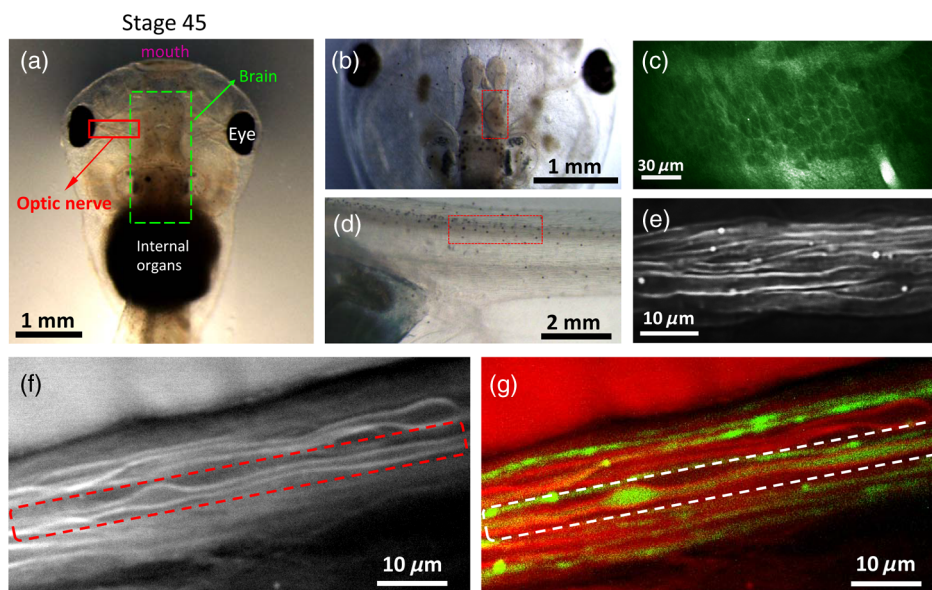 Stage 45
(a)
mouth
Brain
Eye
Optic nerve
Internal
organs
1 mm
(b)
1 mm
(c)
30 μm
(d)
2 mm
(e)
10 μm
(f)
10 μm
(g)
10 μm